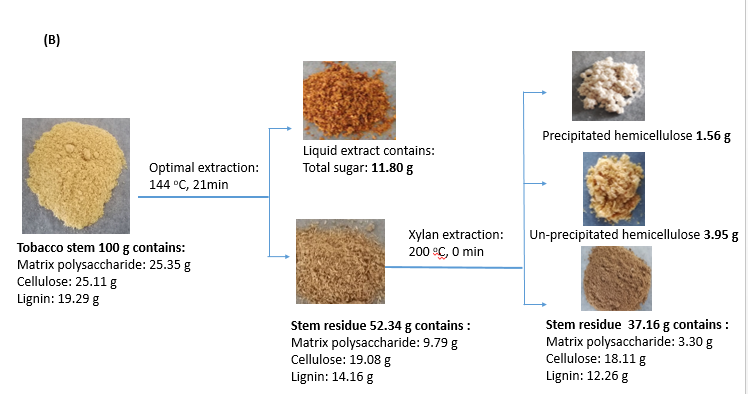 (B)
Optimal extraction:
144 ºC, 21min
Tobacco stem 100 g contains:
Matrix polysaccharide: 25.35 g
Cellulose: 25.11 g
Lignin: 19.29 g
Liquid extract contains:
Total sugar: 11.80 g
Xylan extraction:
200 ºC, 0 min
Stem residue 52.34 g contains :
Matrix polysaccharide: 9.79 g
Cellulose: 19.08 g
Lignin: 14.16 g
Precipitated hemicellulose 1.56 g
Un-precipitated hemicellulose 3.95 g
Stem residue 37.16 g contains :
Matrix polysaccharide: 3.30 g
Cellulose: 18.11 g
Lignin: 12.26 g